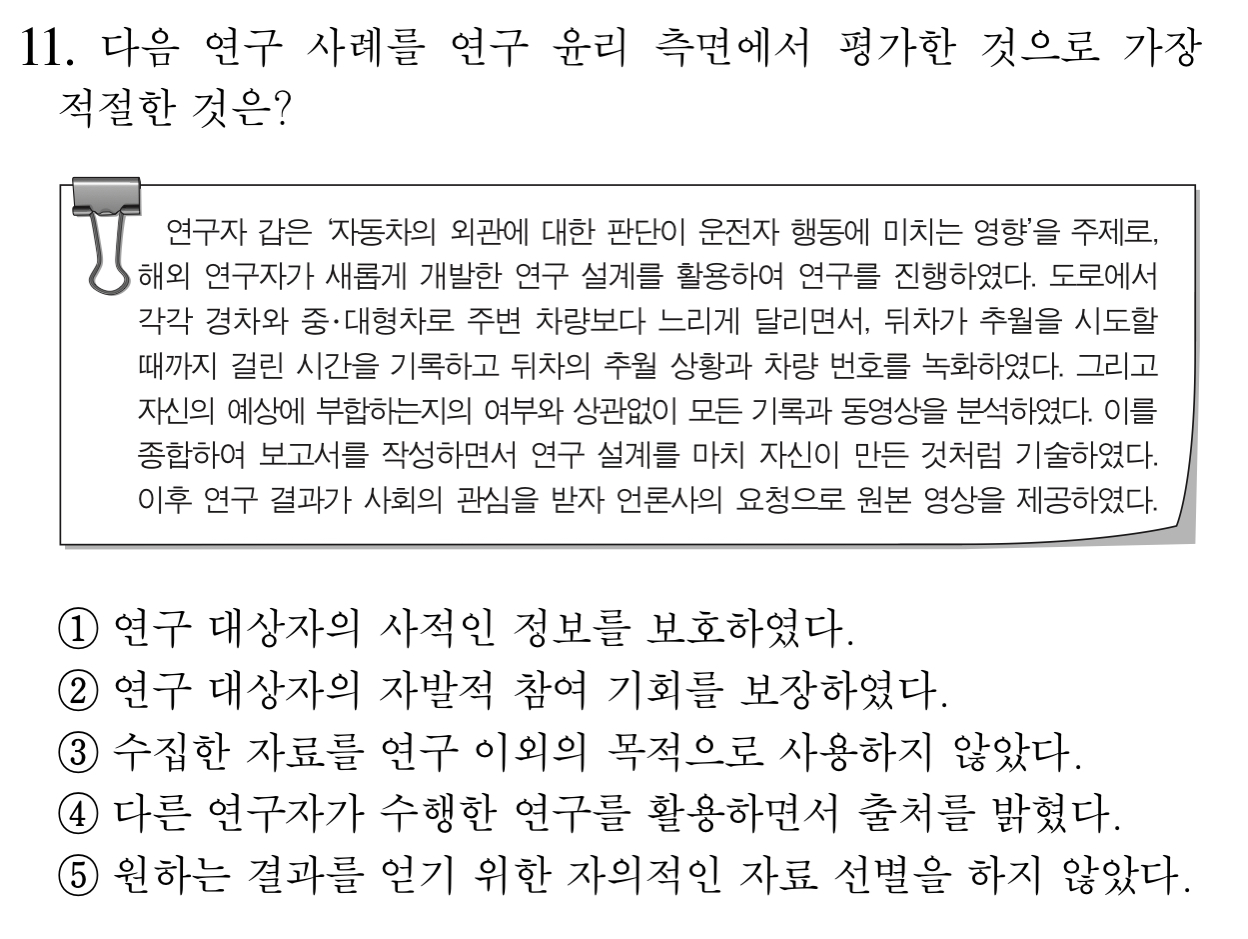 11. 다음 연구 사례를 연구 윤리 측면에서 평가한 것으로 가장
적절한 것은?
연구자 갑은 ‘자동차의 외관에 대한 판단이 운전자 행동에 미치는 영향’을 주제로,
해외 연구자가 새롭게 개발한 연구 설계를 활용하여 연구를 진행하였다. 도로에서
각각 경차와 중·대형차로 주변 차량보다 느리게 달리면서, 뒤차가 추월을 시도할
때까지 걸린 시간을 기록하고 뒤차의 추월 상황과 차량 번호를 녹화하였다. 그리고
자신의 예상에 부합하는지의 여부와 상관없이 모든 기록과 동영상을 분석하였다. 이를
종합하여 보고서를 작성하면서 연구 설계를 마치 자신이 만든 것처럼 기술하였다.
이후 연구 결과가 사회의 관심을 받자 언론사의 요청으로 원본 영상을 제공하였다.
① 연구 대상자의 사적인 정보를 보호하였다.
② 연구 대상자의 자발적 참여 기회를 보장하였다.
③ 수집한 자료를 연구 이외의 목적으로 사용하지 않았다.
④ 다른 연구자가 수행한 연구를 활용하면서 출처를 밝혔다.
⑤ 원하는 결과를 얻기 위한 자의적인 자료 선별을 하지 않았다.